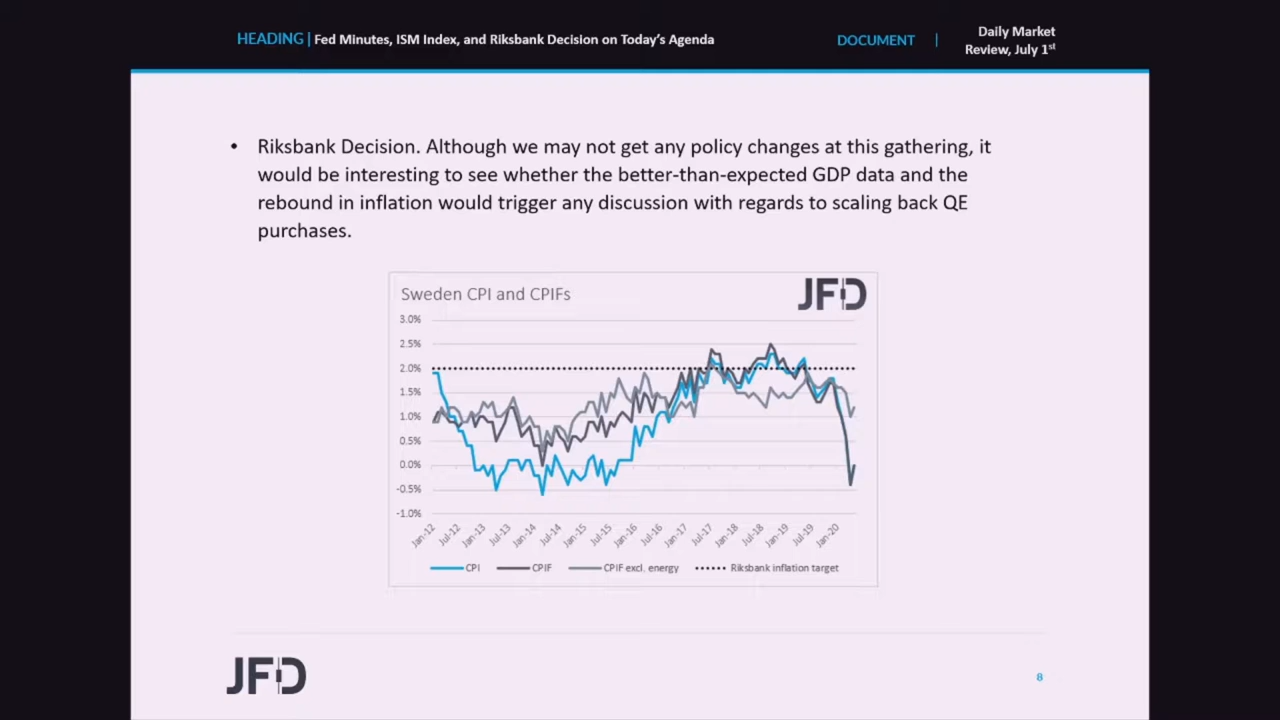 HEADING | Fed Minutes, ISM Index, and Riksbank Decision on Today's Agenda
DOCUMENT | Daily Market
Review, July 1st
• Riksbank Decision. Although we may not get any policy changes at this gathering, it
would be interesting to see whether the better-than-expected GDP data and the
rebound in inflation would trigger any discussion with regards to scaling back QE
purchases.
JFD
Sweden CPI and CPIFs
3.0%
2.5%
2.0%
1.5%
1.0%
0.5%
0.0%
-0.5%
-1.0%
Jan-12 Jul-12 Jan-13 Jul-13 Jan-14 Jul-14 Jan-15 Jul-15 Jan-16 Jul-16 Jan-17 Jul-17 Jan-18 Jul-18 Jan-19 Jul-19 Jan-20
CPI CPIF CPIF excl. energy Riksbank inflation target
JFD
8